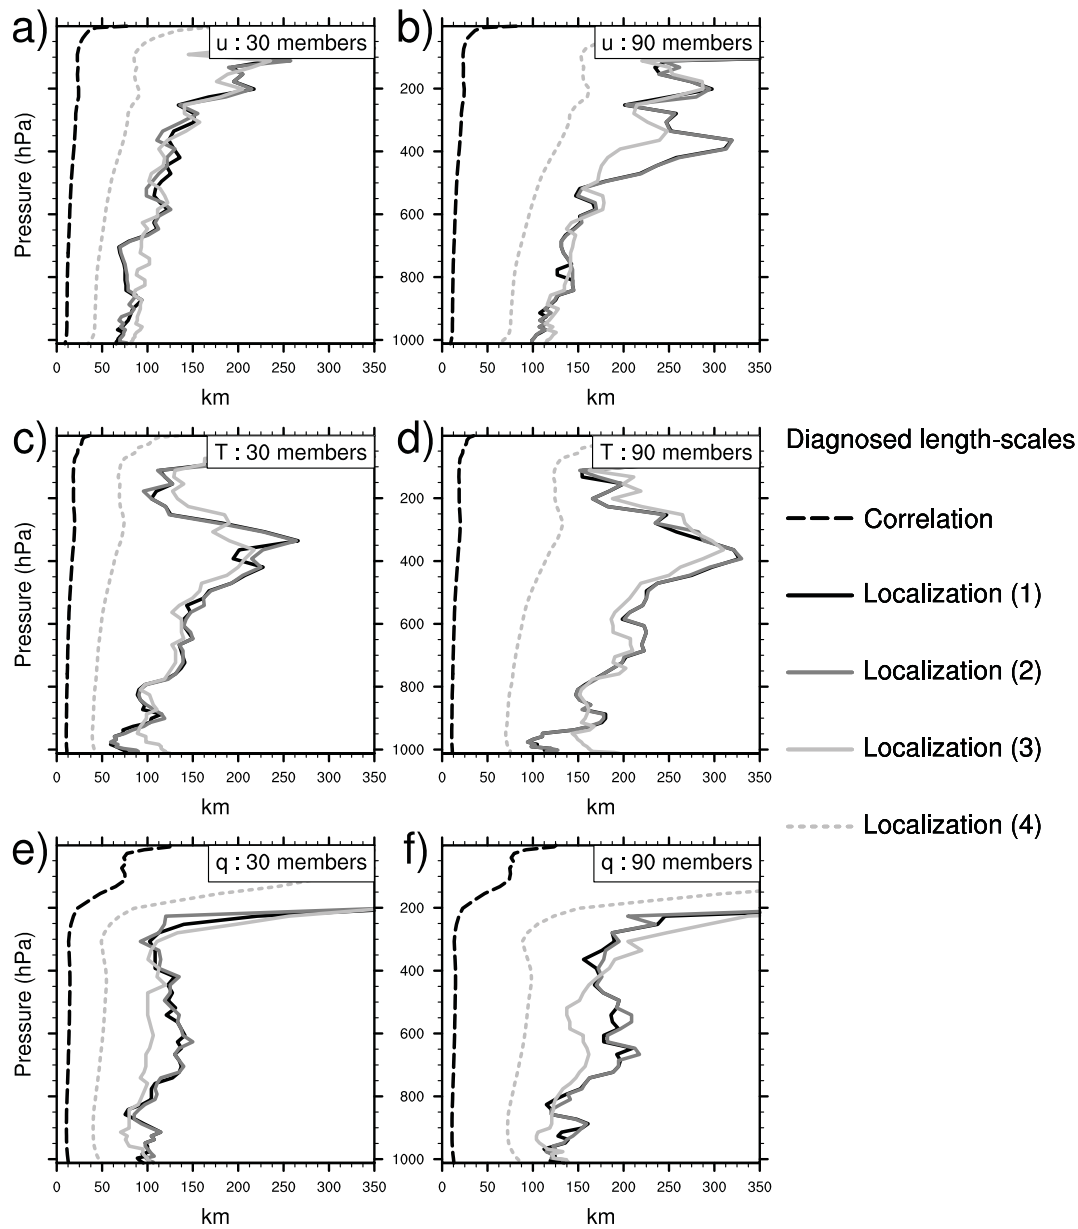 a)
u : 30 members
b)
u : 90 members
Pressure (hPa)
200
400
600
800
1000
200
400
600
800
1000
0 50 100 150 200 250 300 350
0 50 100 150 200 250 300 350
km
km
c)
T : 30 members
d)
T : 90 members
Pressure (hPa)
200
400
600
800
1000
200
400
600
800
1000
0 50 100 150 200 250 300 350
0 50 100 150 200 250 300 350
km
km
e)
q : 30 members
f)
q : 90 members
Pressure (hPa)
200
400
600
800
1000
200
400
600
800
1000
0 50 100 150 200 250 300 350
0 50 100 150 200 250 300 350
km
km
Diagnosed length-scales
Correlation
Localization (1)
Localization (2)
Localization (3)
Localization (4)